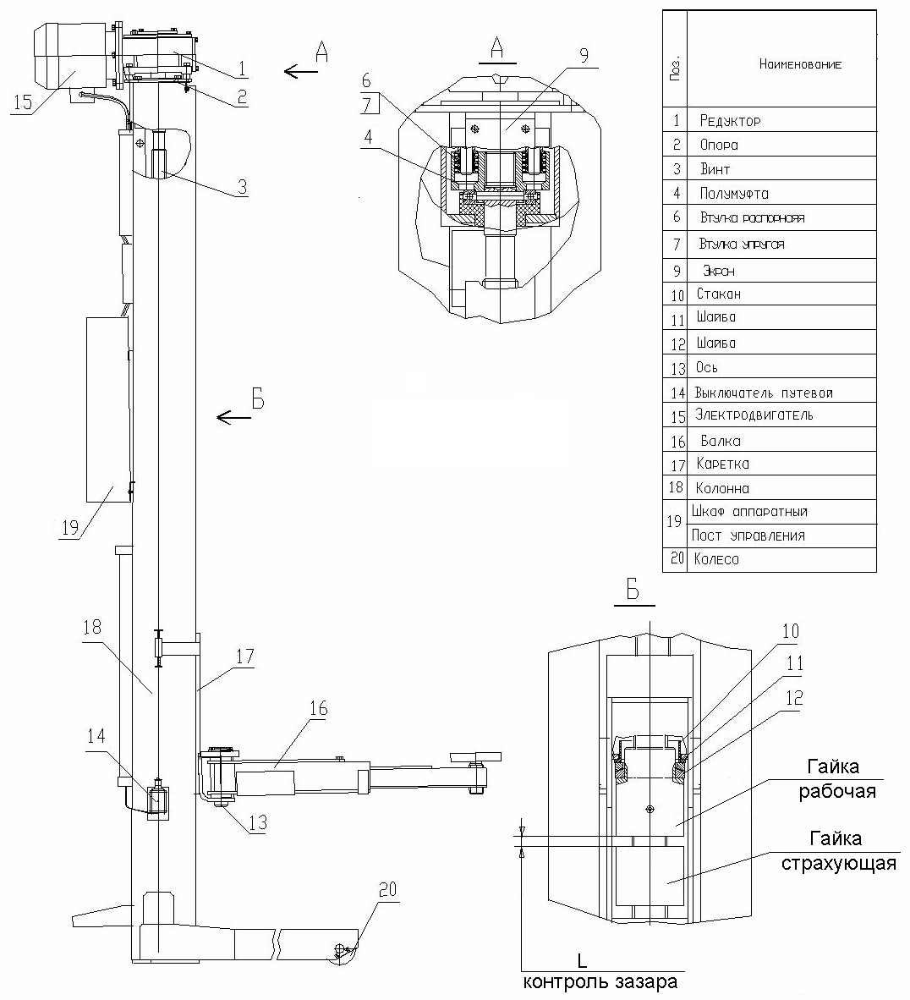 А
1
2
15
3
Б
19
18
17
16
14
13
20
А
9
6
7
4
Поз.
Наименование
1 Редуктор
2 Опора
3 Винт
4 Полумуфта
6 Втулка распорнаяя
7 Втулка упругая
9 Экран
10 Стакан
11 Шайба
12 Шайба
13 Ось
14 Выключатель путевой
15 Электродвигатель
16 Балка
17 Каретка
18 Колонна
19 Шкаф аппаратный
Пост управления
20 Колесо
Б
10
11
12
Гайка
рабочая
Гайка
страхующая
L
контроль зазара